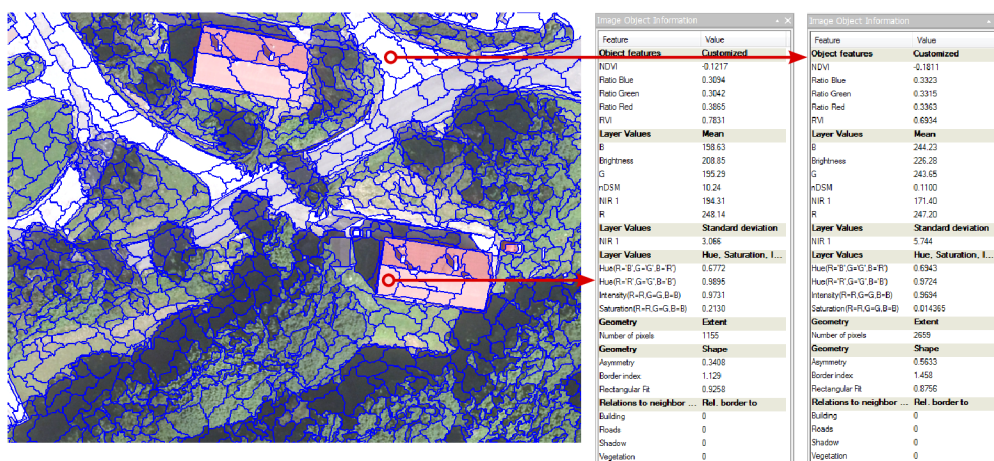 Image Object Information
Feature Value
Object features Customized
NDVI -0.1217
Ratio Blue 0.3094
Ratio Green 0.3042
Ratio Red 0.3865
RVI 0.7831
Layer Values Mean
B 198.63
Brightness 208.85
G 195.29
nDSM 10.24
NIR 1 194.31
R 248.14
Layer Values Standard deviation
NIR 1 3.066
Layer Values Hue, Saturation, I...
Hue(R='B',G='G',B='R') 0.6772
Hue(R='R',G='G',B='B') 0.9895
Intensity(R=R,G=G,B=B) 0.9731
Saturation(R=R,G=G,B=B) 0.2130
Geometry Extent
Number of pixels 1155
Geometry Shape
Asymmetry 0.3408
Border index 1.129
Rectangular Fit 0.9258
Relations to neighbor ... Rel. border to
Building 0
Roads 0
Shadow 0
Vegetation 0
Image Object Information
Feature Value
Object features Customized
NDVI -0.1811
Ratio Blue 0.3323
Ratio Green 0.3315
Ratio Red 0.3363
RVI 0.6934
Layer Values Mean
B 244.23
Brightness 226.28
G 243.65
nDSM 0.1100
NIR 1 171.40
R 247.20
Layer Values Standard deviation
NIR 1 5.744
Layer Values Hue, Saturation, I...
Hue(R='B',G='G',B='R') 0.6943
Hue(R='R',G='G',B='B') 0.9724
Intensity(R=R,G=G,B=B) 0.9694
Saturation(R=R,G=G,B=B) 0.014365
Geometry Extent
Number of pixels 2659
Geometry Shape
Asymmetry 0.5633
Border index 1.458
Rectangular Fit 0.8756
Relations to neighbor ... Rel. border to
Building 0
Roads 0
Shadow 0
Vegetation 0